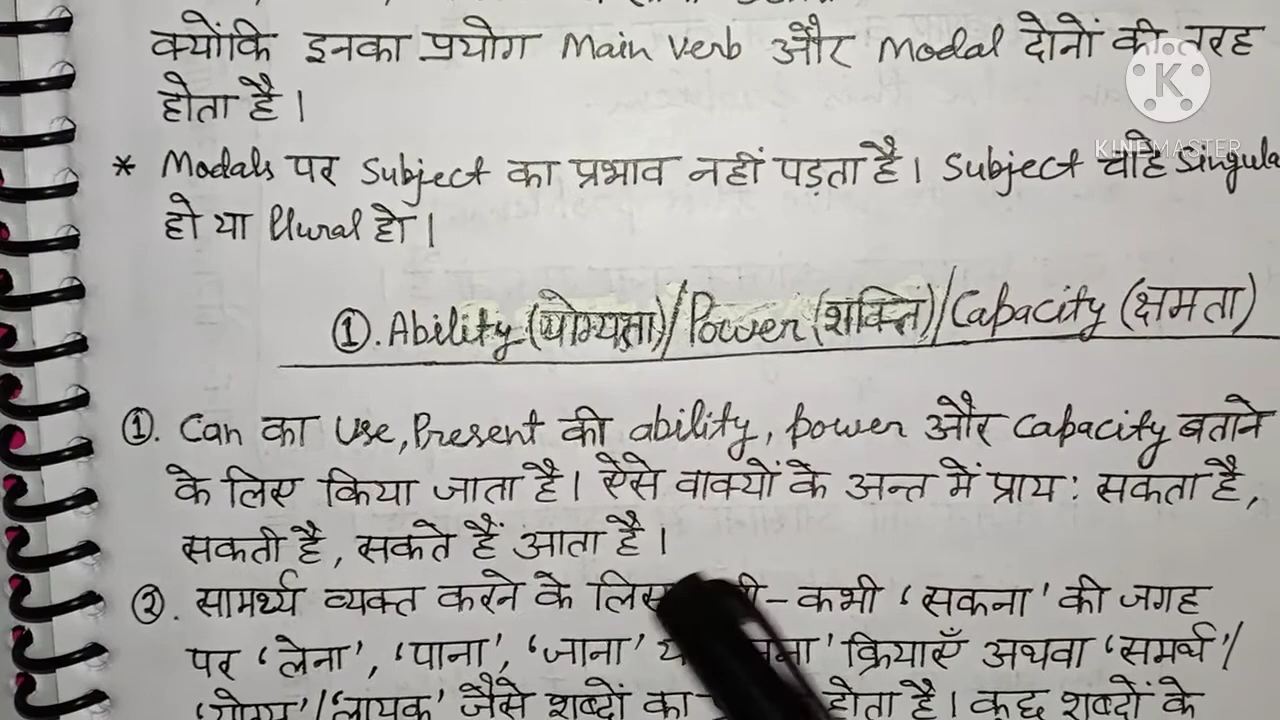 क्योंकि इनका प्रयोग Main Verb और Modal दोनों की तरह
होता है।
* Modals पर Subject का प्रभाव नहीं पड़ता है। Subject चाहे Singula
हो या Plural हो।
①. Ability (योग्यता)/Power (शक्ति)/Capacity (क्षमता)
①. Can का Use, Present की ability, power और Capacity बताने
के लिए किया जाता है। ऐसे वाक्यों के अन्त में प्राय: सकता है,
सकती है, सकते हैं आता है।
②. सामर्थ्य व्यक्त करने के लिए - कभी 'सकना' की जगह
पर 'लेना', 'पाना', 'जाना' क्रियाएँ अथवा 'समर्थ'/
'योग्य'/'लायक' जैसे शब्दों का होता है। कुछ शब्दों के
K
KINEMASTER